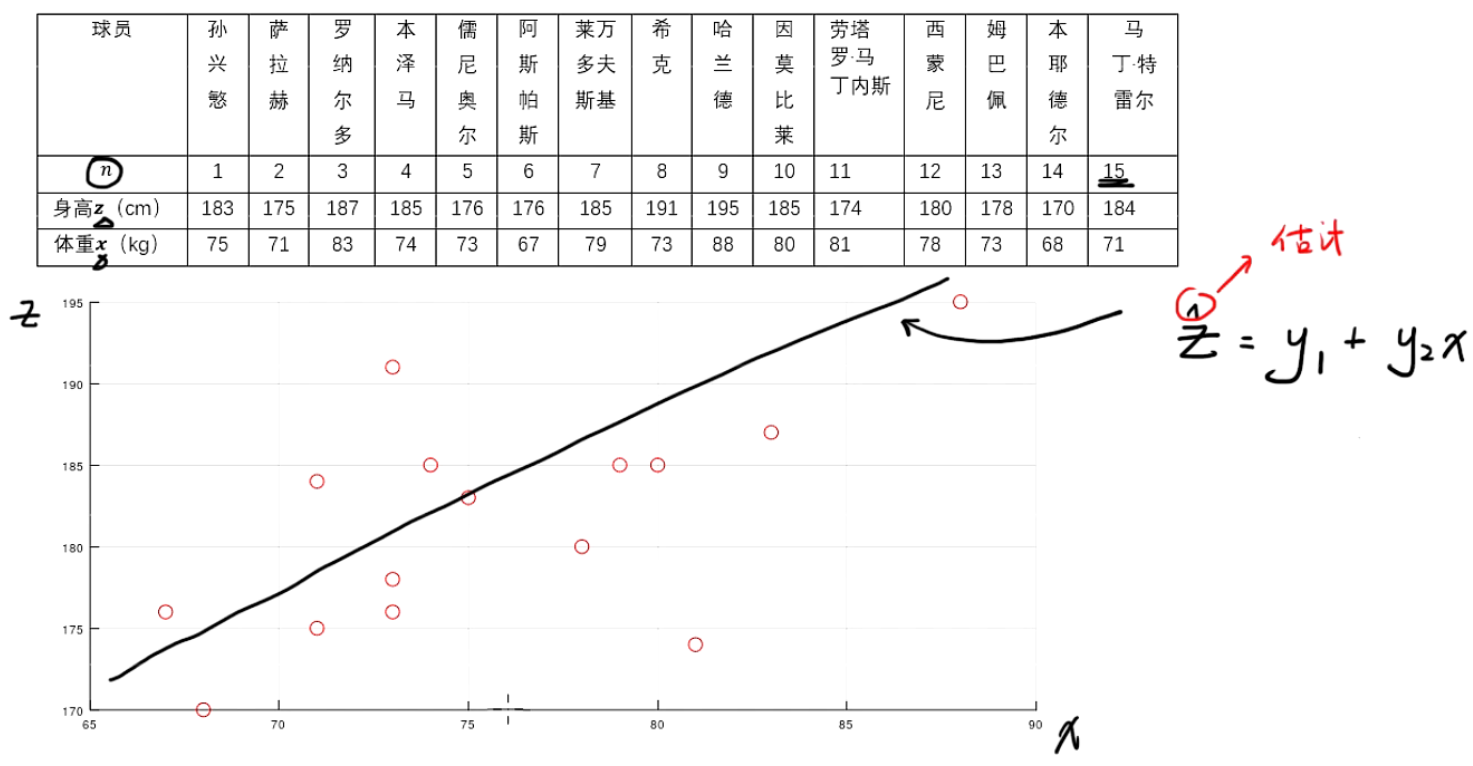 球员 孙兴慜 萨拉赫 罗纳尔多 本泽马 儒尼奥尔 阿斯帕斯 莱万多夫斯基 希克 哈兰德 因莫比莱 劳塔罗·马丁内斯 西蒙尼 姆巴佩 本耶德尔 马丁·特雷尔
n 1 2 3 4 5 6 7 8 9 10 11 12 13 14 15
身高z（cm） 183 175 187 185 176 176 185 191 195 185 174 180 178 170 184
体重x（kg） 75 71 83 74 73 67 79 73 88 80 81 78 73 68 71
估计
ẑ = y₁ + y₂x
z
195
190
185
180
175
170
65 70 75 80 85 90
x